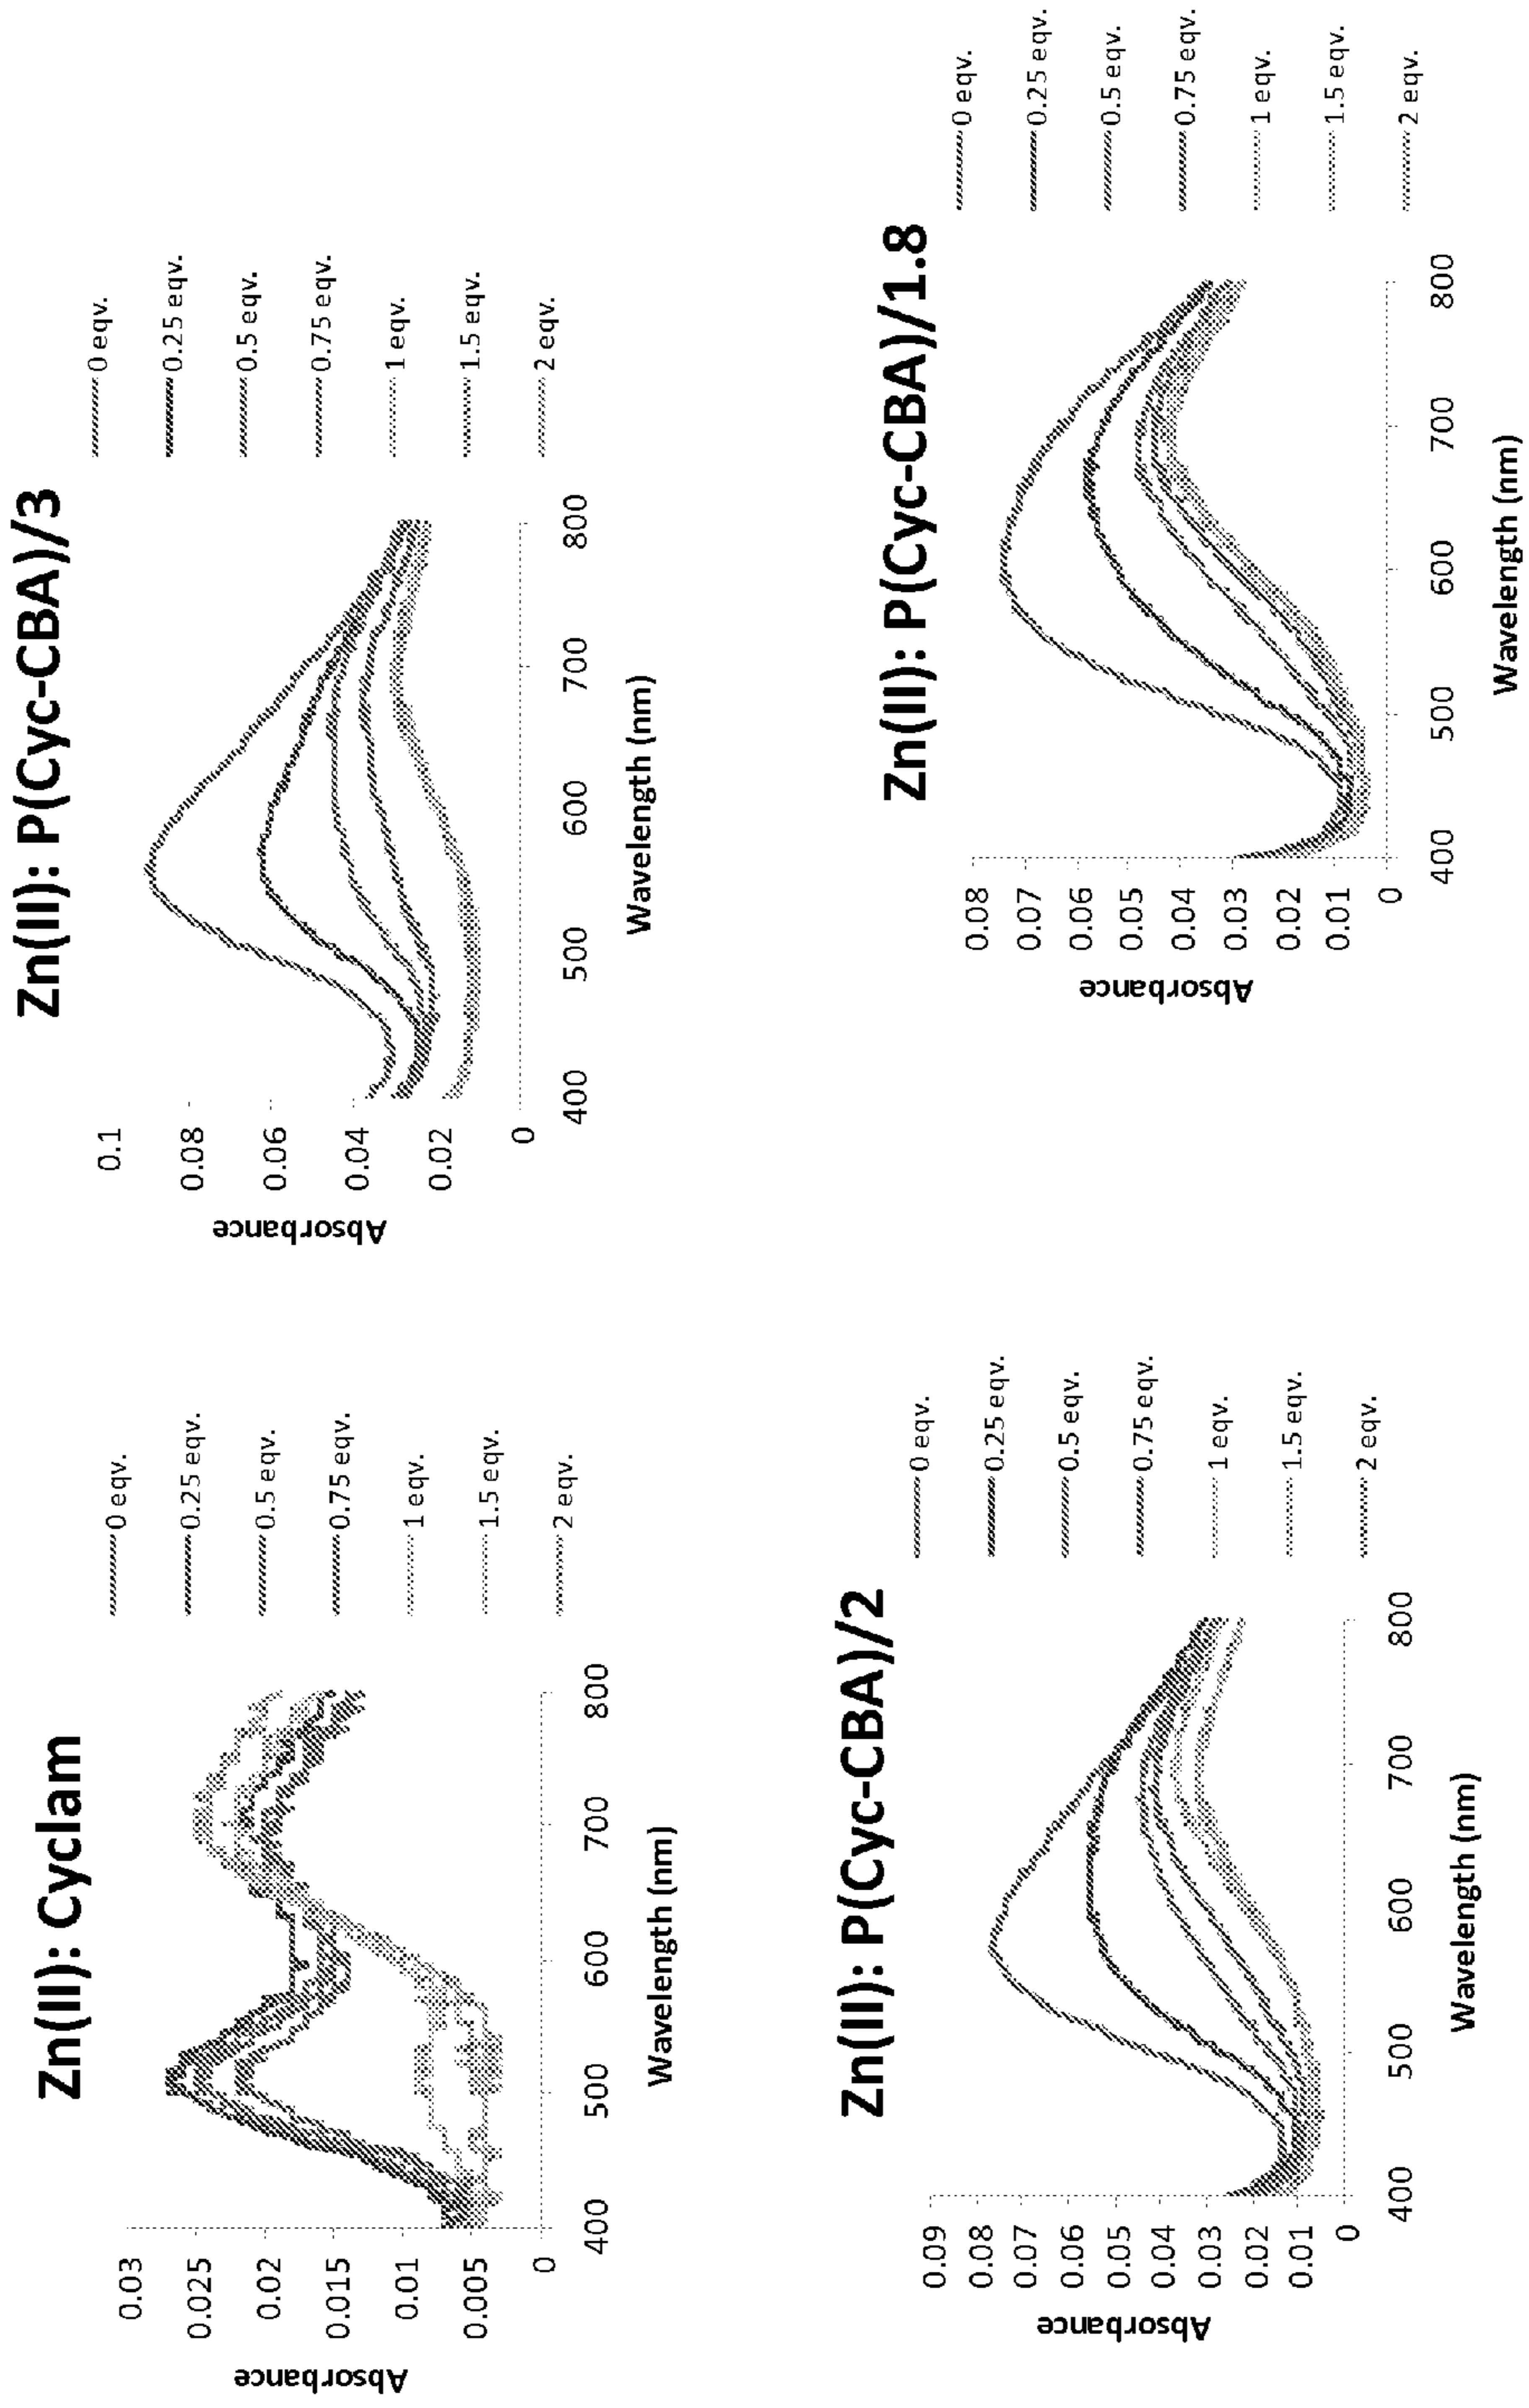 Zn(II): Cyclam
Absorbance
0.03
0.025
0.02
0.015
0.01
0.005
0
400
500
600
700
800
Wavelength (nm)
0 eqv.
0.25 eqv.
0.5 eqv.
0.75 eqv.
1 eqv.
1.5 eqv.
2 eqv.
Zn(II): P(Cyc-CBA)/3
Absorbance
0.1
0.08
0.06
0.04
0.02
0
400
500
600
700
800
Wavelength (nm)
0 eqv.
0.25 eqv.
0.5 eqv.
0.75 eqv.
1 eqv.
1.5 eqv.
2 eqv.
Zn(II): P(Cyc-CBA)/2
Absorbance
0.09
0.08
0.07
0.06
0.05
0.04
0.03
0.02
0.01
0
400
500
600
700
800
Wavelength (nm)
0 eqv.
0.25 eqv.
0.5 eqv.
0.75 eqv.
1 eqv.
1.5 eqv.
2 eqv.
Zn(II): P(Cyc-CBA)/1.8
Absorbance
0.08
0.07
0.06
0.05
0.04
0.03
0.02
0.01
0
400
500
600
700
800
Wavelength (nm)
0 eqv.
0.25 eqv.
0.5 eqv.
0.75 eqv.
1 eqv.
1.5 eqv.
2 eqv.